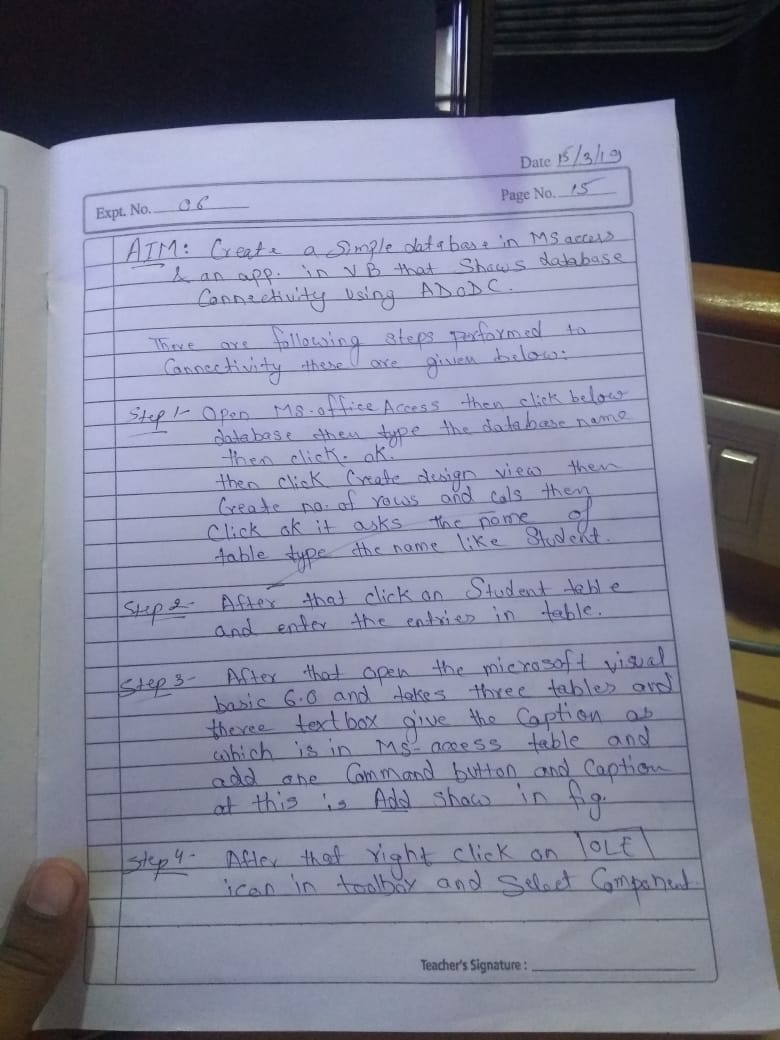 Date 15/3/19
Expt. No. 06
Page No. 15
AIM: Create a Simple database in MS access
& an app. in VB that Shows database
Connectivity using ADODC.
There are following steps performed to
Connectivity these are given below:
Step 1- Open MS-office Access then click below
database then type the database name
then click. ok.
then click Create design view then
Create no. of rows and cols then
Click ok it asks the name of
table type the name like Student.
Step 2- After that click on Student table
and enter the entries in table.
Step 3- After that open the microsoft visual
basic 6.0 and takes three tables and
theree textbox give the Caption as
which is in MS-access table and
add one Command button and Caption
at this is Add show in fig.
Step 4- After that right click on OLE
icon in toolbox and Select Component
Teacher's Signature :